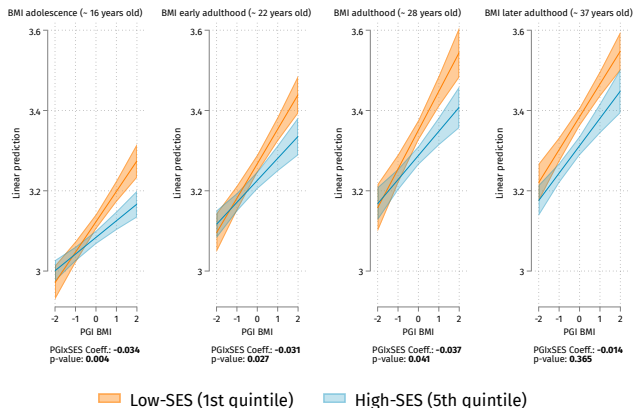 BMI adolescence (~ 16 years old)
BMI early adulthood (~ 22 years old)
BMI adulthood (~ 28 years old)
BMI later adulthood (~ 37 years old)
3.6 3.6 3.6 3.6
3.4 3.4 3.4 3.4
Linear prediction Linear prediction Linear prediction Linear prediction
3.2 3.2 3.2 3.2
3 3 3 3
-2 -1 0 1 2 -2 -1 0 1 2 -2 -1 0 1 2 -2 -1 0 1 2
PGI BMI PGI BMI PGI BMI PGI BMI
PGIxSES Coeff.: -0.034 PGIxSES Coeff.: -0.031 PGIxSES Coeff.: -0.037 PGIxSES Coeff.: -0.014
p-value: 0.004 p-value: 0.027 p-value: 0.041 p-value: 0.365
Low-SES (1st quintile) High-SES (5th quintile)